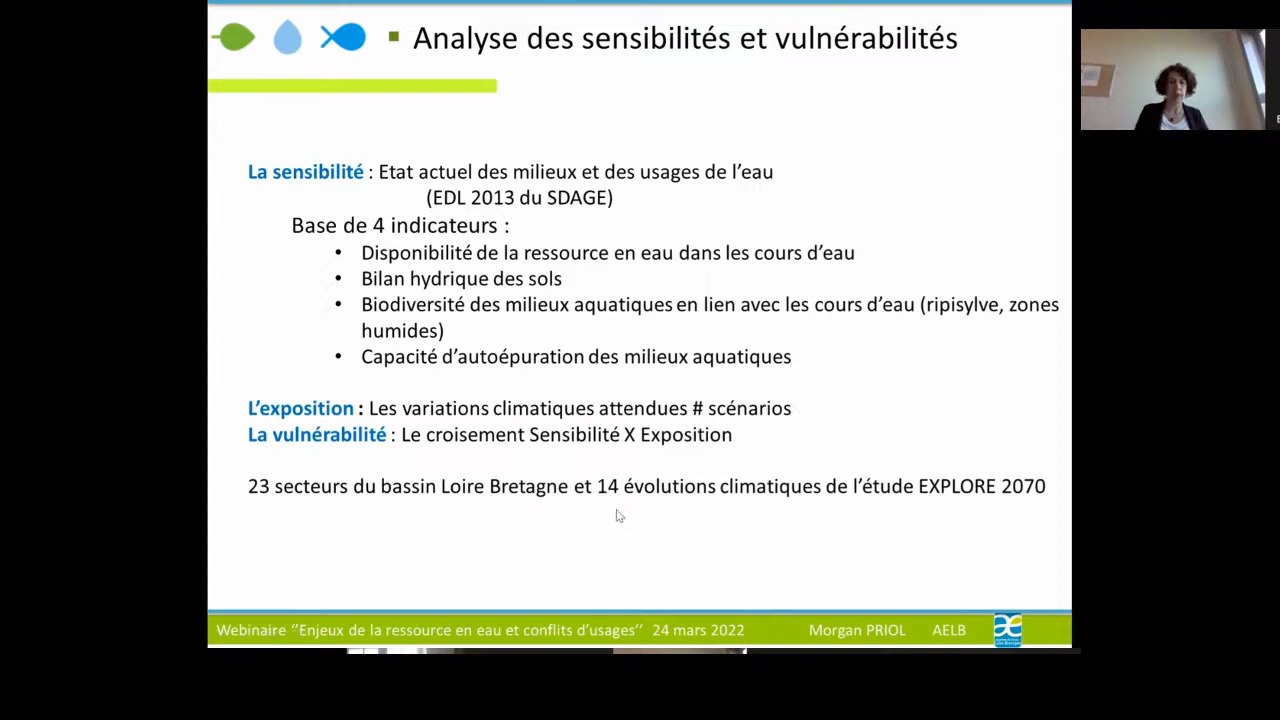 Analyse des sensibilités et vulnérabilités
La sensibilité : Etat actuel des milieux et des usages de l’eau
(EDL 2013 du SDAGE)
Base de 4 indicateurs :
• Disponibilité de la ressource en eau dans les cours d’eau
• Bilan hydrique des sols
• Biodiversité des milieux aquatiques en lien avec les cours d’eau (ripisylve, zones
humides)
• Capacité d’autoépuration des milieux aquatiques
L’exposition : Les variations climatiques attendues # scénarios
La vulnérabilité : Le croisement Sensibilité X Exposition
23 secteurs du bassin Loire Bretagne et 14 évolutions climatiques de l’étude EXPLORE 2070
Webinaire ‘’Enjeux de la ressource en eau et conflits d’usages’’ 24 mars 2022 Morgan PRIOL AELB